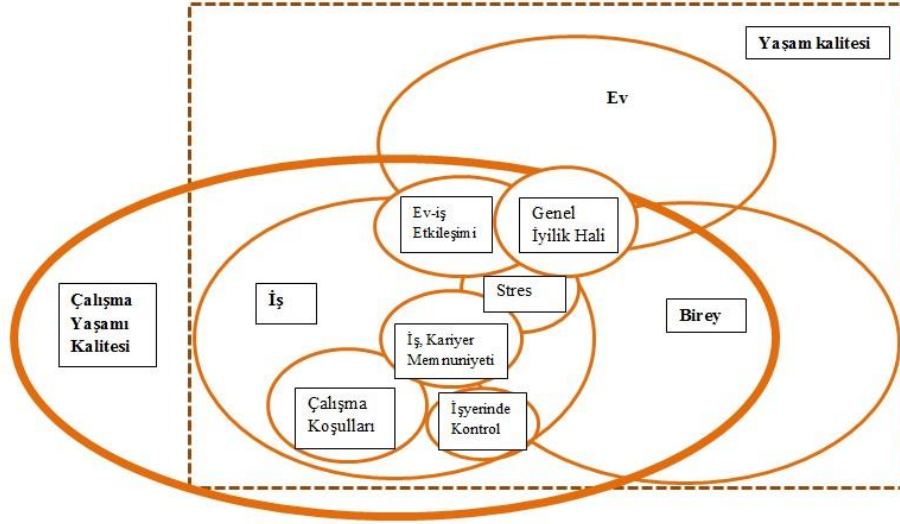 Yaşam kalitesi
Ev
Ev-iş
Etkileşimi
Genel
İyilik Hali
Çalışma
Yaşamı
Kalitesi
İş
Stres
Birey
İş, Kariyer
Memnuniyeti
Çalışma
Koşulları
İşyerinde
Kontrol